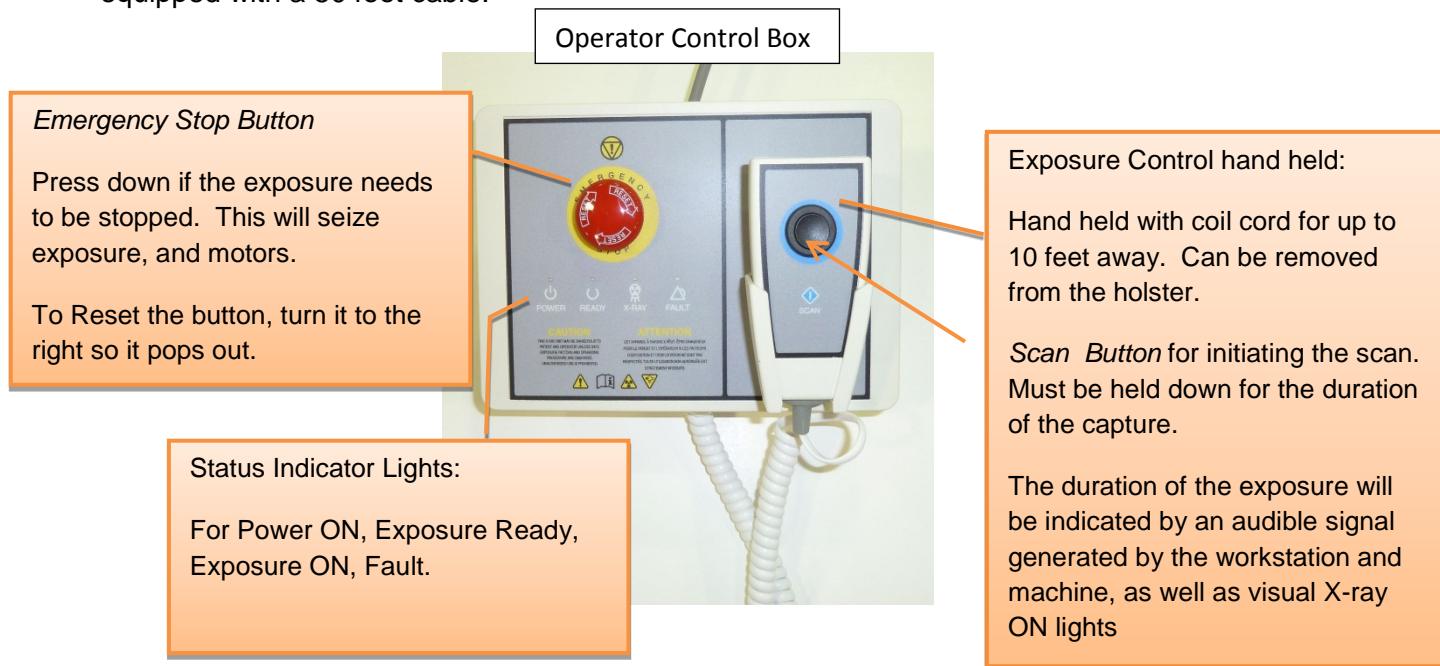 equipped with a 50 feet cable.
Operator Control Box
Emergency Stop Button
Press down if the exposure needs
to be stopped. This will seize
exposure, and motors.
To Reset the button, turn it to the
right so it pops out.
Status Indicator Lights:
For Power ON, Exposure Ready,
Exposure ON, Fault.
Exposure Control hand held:
Hand held with coil cord for up to
10 feet away. Can be removed
from the holster.
Scan Button for initiating the scan.
Must be held down for the duration
of the capture.
The duration of the exposure will
be indicated by an audible signal
generated by the workstation and
machine, as well as visual X-ray
ON lights
EMERGENCY
RESET RESET RESET
STOP
POWER READY X-RAY FAULT
CAUTION ATTENTION
SCAN